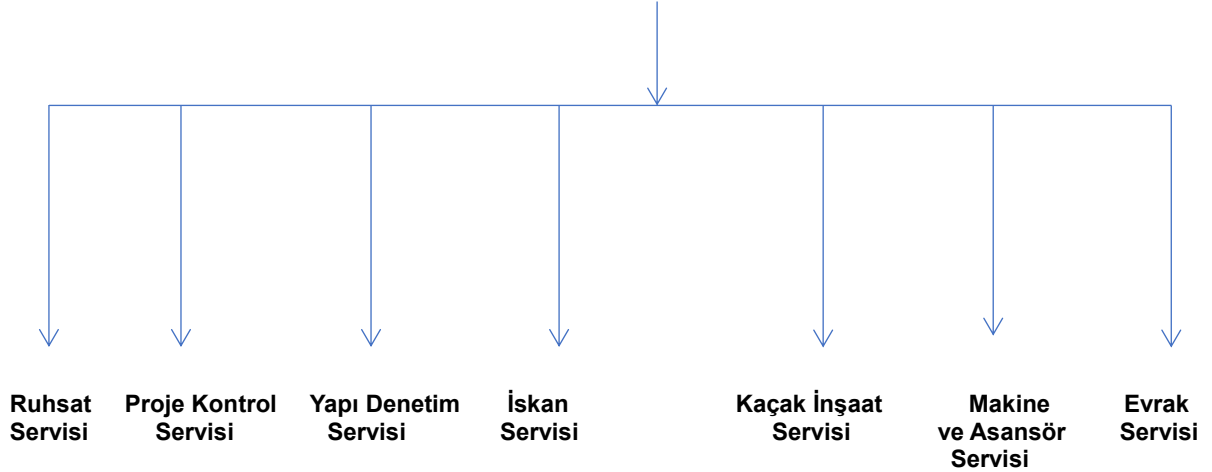 Ruhsat Servisi
Proje Kontrol Servisi
Yapı Denetim Servisi
İskan Servisi
Kaçak İnşaat Servisi
Makine ve Asansör Servisi
Evrak Servisi